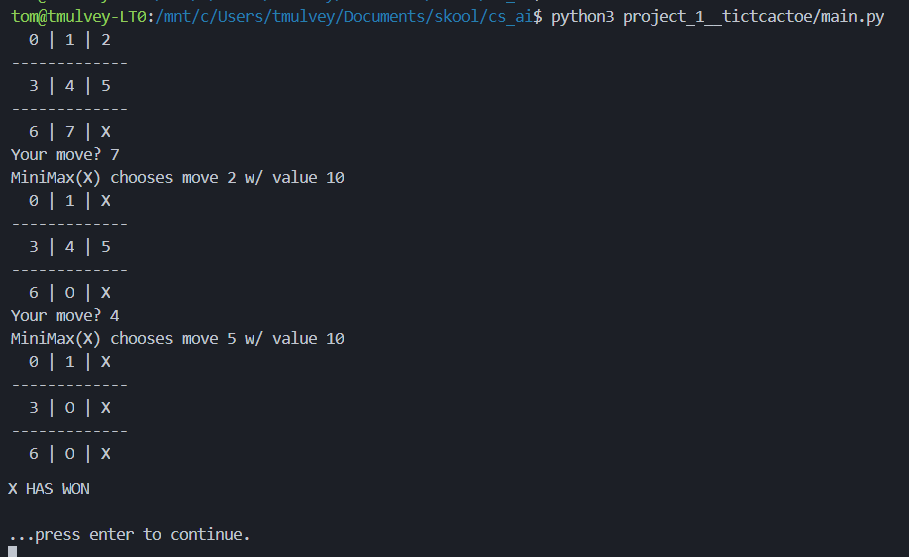 tom@tmulvey-LT0:/mnt/c/Users/tmulvey/Documents/skool/cs_ai$ python3 project_1__tictcactoe/main.py
0 | 1 | 2
-------------
3 | 4 | 5
-------------
6 | 7 | X
Your move? 7
MiniMax(X) chooses move 2 w/ value 10
0 | 1 | X
-------------
3 | 4 | 5
-------------
6 | O | X
Your move? 4
MiniMax(X) chooses move 5 w/ value 10
0 | 1 | X
-------------
3 | O | X
-------------
6 | O | X
X HAS WON
...press enter to continue.